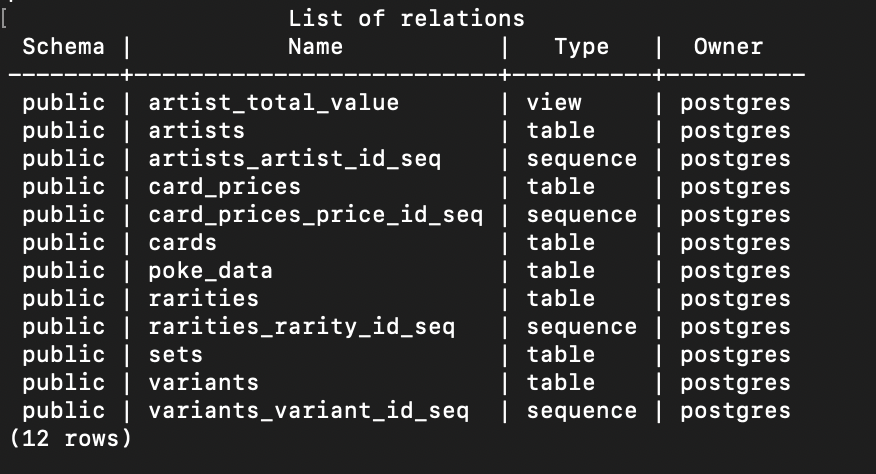 List of relations
 Schema |           Name           |   Type   |  Owner
--------+--------------------------+----------+----------
 public | artist_total_value       | view     | postgres
 public | artists                  | table    | postgres
 public | artists_artist_id_seq    | sequence | postgres
 public | card_prices              | table    | postgres
 public | card_prices_price_id_seq | sequence | postgres
 public | cards                    | table    | postgres
 public | poke_data                | table    | postgres
 public | rarities                 | table    | postgres
 public | rarities_rarity_id_seq   | sequence | postgres
 public | sets                     | table    | postgres
 public | variants                 | table    | postgres
 public | variants_variant_id_seq  | sequence | postgres
(12 rows)